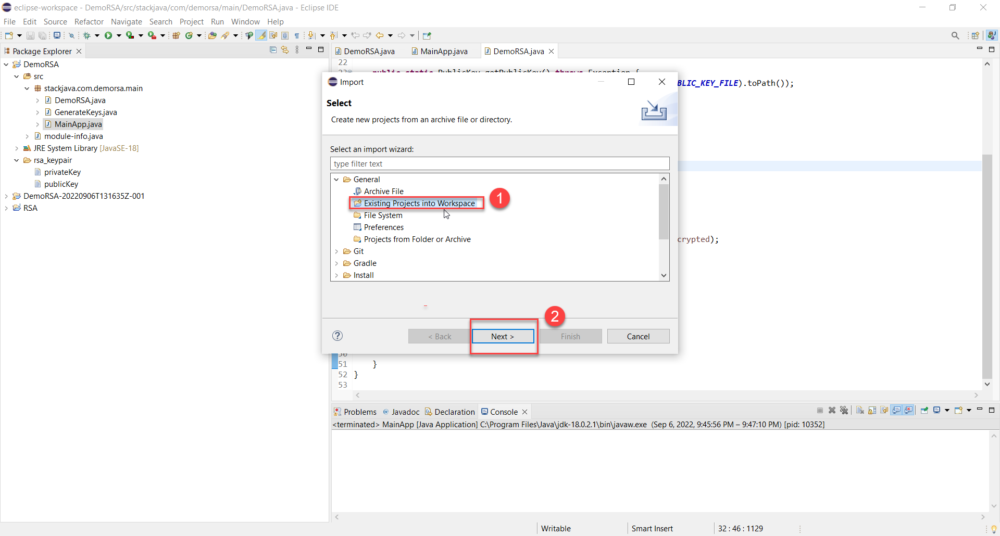 eclipse-workspace - DemoRSA/src/stackjava/com/demorsa/main/DemoRSA.java - Eclipse IDE
File Edit Source Refactor Navigate Search Project Run Window Help
Package Explorer
DemoRSA
src
stackjava.com.demorsa.main
DemoRSA.java
GenerateKeys.java
MainApp.java
module-info.java
JRE System Library [JavaSE-18]
rsa_keypair
privateKey
publicKey
DemoRSA-20220906T131635Z-001
RSA
DemoRSA.java MainApp.java DemoRSA.java
22
public static PublicKey getPublicKey() throws Exception {
BLIC_KEY_FILE).toPath());
crypted);
51 }
52 }
53
Import
Select
Create new projects from an archive file or directory.
Select an import wizard:
type filter text
General
Archive File
Existing Projects into Workspace
1
File System
Preferences
Projects from Folder or Archive
Git
Gradle
Install
2
? < Back Next > Finish Cancel
Problems @ Javadoc Declaration Console
<terminated> MainApp [Java Application] C:\Program Files\Java\jdk-18.0.2.1\bin\javaw.exe (Sep 6, 2022, 9:45:56 PM – 9:47:10 PM) [pid: 10352]
Writable Smart Insert 32 : 46 : 1129